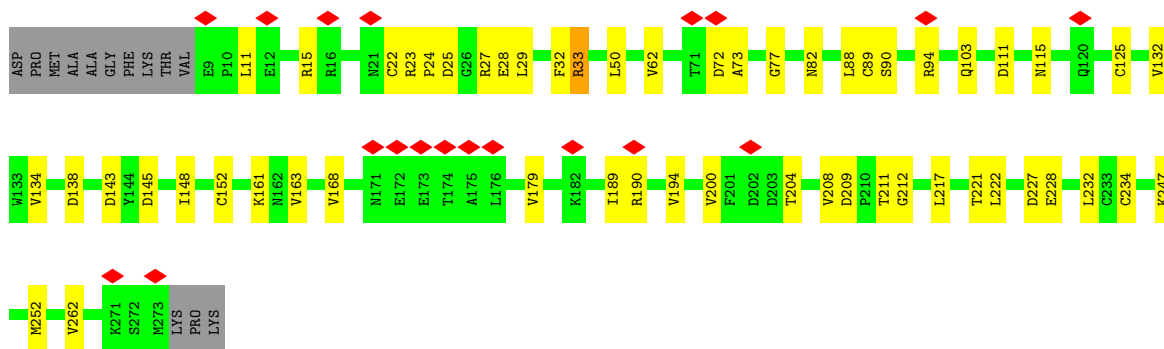 ASP PRO MET ALA ALA GLY PHE LYS THR VAL E9 P10 L11 E12 R15 R16 N21 C22 R23 P24 D25 G26 R27 E28 L29 F32 R33 L50 V62 T71 D72 A73 G77 N82 L88 C89 S90 R94 Q103 D111 N115 Q120 C125 V132
W133 V134 D138 D143 Y144 D145 I148 C152 K161 N162 V163 V168 N171 E172 E173 T174 A175 L176 V179 K182 I189 R190 V194 V200 F201 D202 D203 T204 V208 D209 P210 T211 G212 L217 T221 L222 D227 E228 L232 C233 C234 K247
M252 V262 K271 S272 M273 LYS PRO LYS